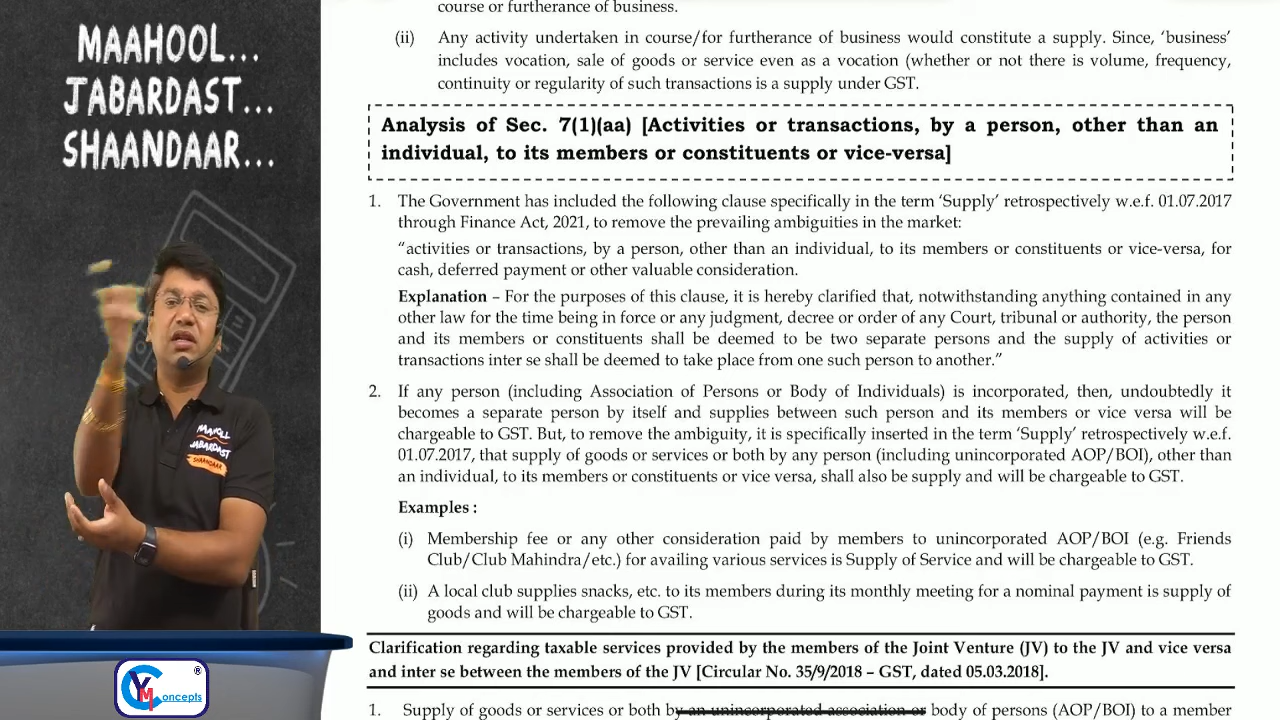 MAAHOOL...
JABARDAST...
SHAANDAAR...
course or furtherance of business.
(ii) Any activity undertaken in course/for furtherance of business would constitute a supply. Since, ‘business’
includes vocation, sale of goods or service even as a vocation (whether or not there is volume, frequency,
continuity or regularity of such transactions is a supply under GST.
Analysis of Sec. 7(1)(aa) [Activities or transactions, by a person, other than an
individual, to its members or constituents or vice-versa]
1. The Government has included the following clause specifically in the term ‘Supply’ retrospectively w.e.f. 01.07.2017
through Finance Act, 2021, to remove the prevailing ambiguities in the market:
“activities or transactions, by a person, other than an individual, to its members or constituents or vice-versa, for
cash, deferred payment or other valuable consideration.
Explanation – For the purposes of this clause, it is hereby clarified that, notwithstanding anything contained in any
other law for the time being in force or any judgment, decree or order of any Court, tribunal or authority, the person
and its members or constituents shall be deemed to be two separate persons and the supply of activities or
transactions inter se shall be deemed to take place from one such person to another.”
2. If any person (including Association of Persons or Body of Individuals) is incorporated, then, undoubtedly it
becomes a separate person by itself and supplies between such person and its members or vice versa will be
chargeable to GST. But, to remove the ambiguity, it is specifically inserted in the term ‘Supply’ retrospectively w.e.f.
01.07.2017, that supply of goods or services or both by any person (including unincorporated AOP/BOI), other than
an individual, to its members or constituents or vice versa, shall also be supply and will be chargeable to GST.
Examples :
(i) Membership fee or any other consideration paid by members to unincorporated AOP/BOI (e.g. Friends
Club/Club Mahindra/etc.) for availing various services is Supply of Service and will be chargeable to GST.
(ii) A local club supplies snacks, etc. to its members during its monthly meeting for a nominal payment is supply of
goods and will be chargeable to GST.
Clarification regarding taxable services provided by the members of the Joint Venture (JV) to the JV and vice versa
and inter se between the members of the JV [Circular No. 35/9/2018 – GST, dated 05.03.2018].
1. Supply of goods or services or both by an unincorporated association or body of persons (AOP/BOI) to a member
MAHOLL
JABARDAST
SHAANDAAR
YM Concepts ®